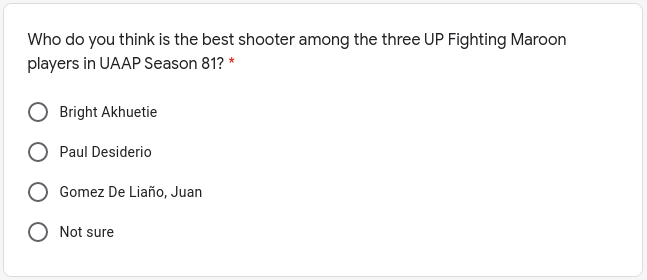 Who do you think is the best shooter among the three UP Fighting Maroon
players in UAAP Season 81? *
Bright Akhuetie
Paul Desiderio
Gomez De Liaño, Juan
Not sure